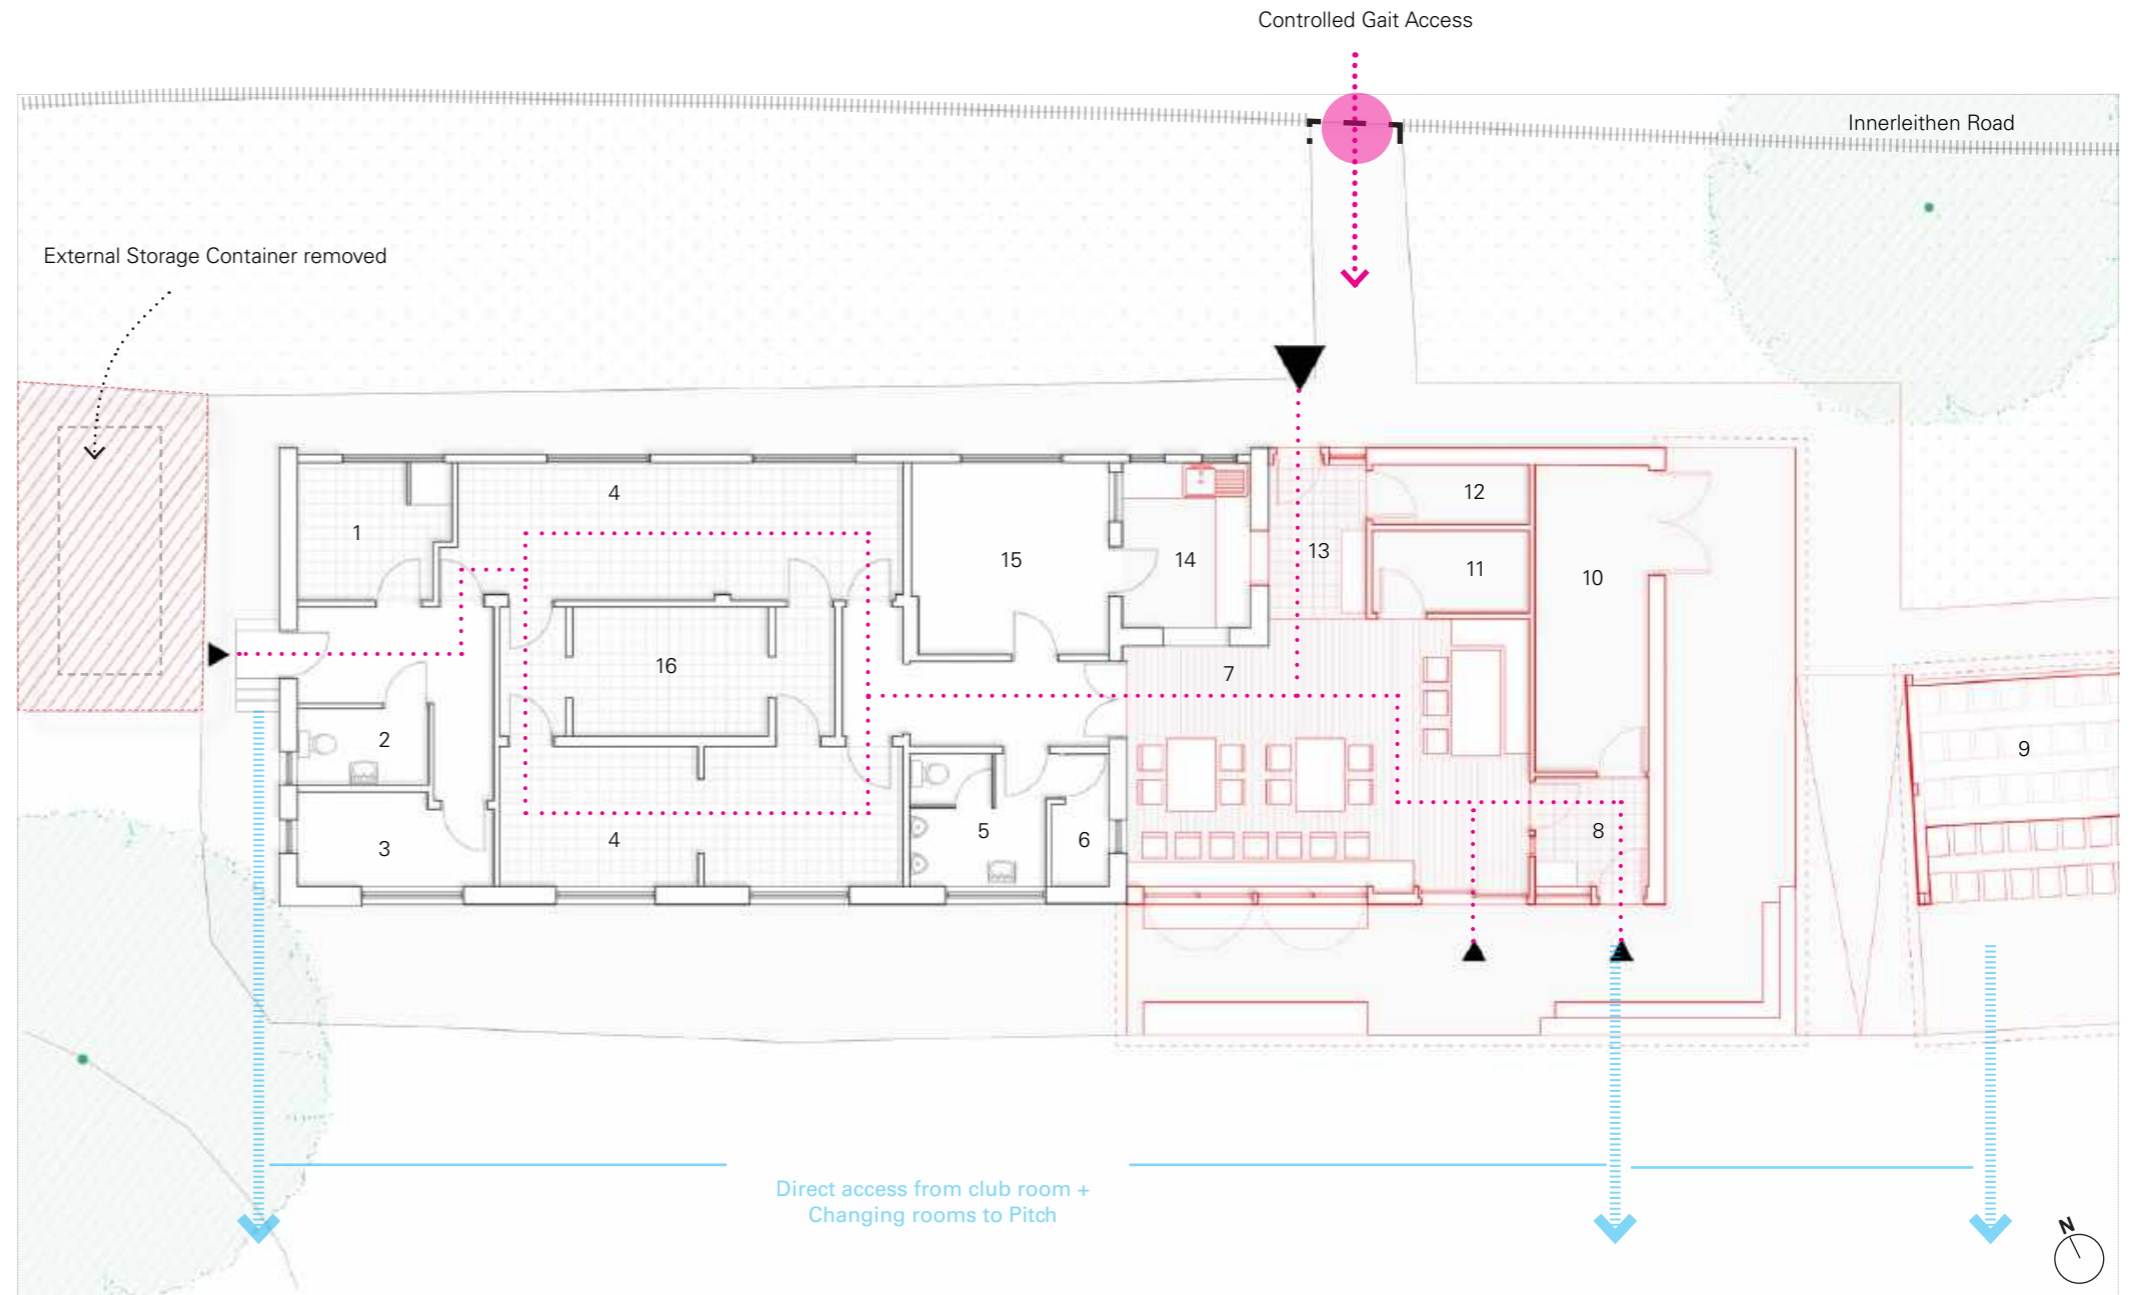 Controlled Gait Access
Innerleithen Road
External Storage Container removed
4
12
1
13
15
14
11
10
16
7
2
9
5
8
6
4
3
Direct access from club room +
Changing rooms to Pitch
N